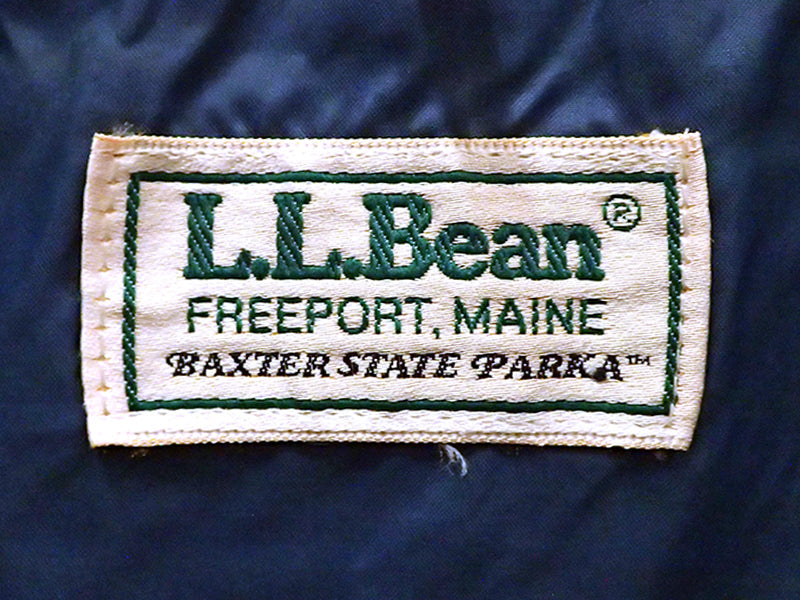 L.L.Bean®
FREEPORT, MAINE
BAXTER STATE PARKA™